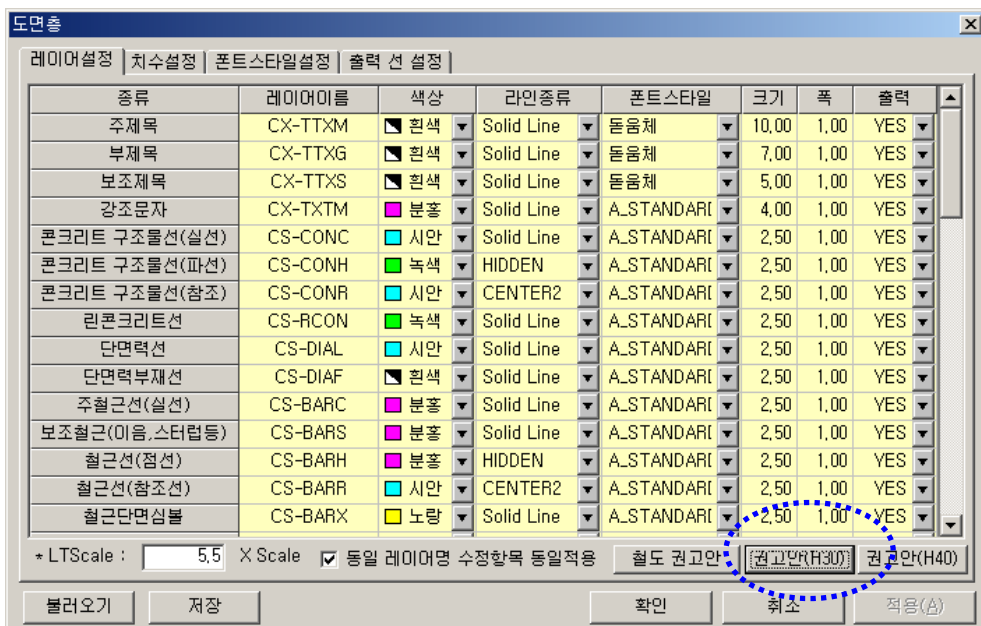 도면층
레이어설정 치수설정 폰트스타일설정 출력 선 설정
종류 레이어이름 색상 라인종류 폰트스타일 크기 폭 출력
주제목 CX-TTXM 흰색 Solid Line 돋움체 10,00 1,00 YES
부제목 CX-TTXG 흰색 Solid Line 돋움체 7,00 1,00 YES
보조제목 CX-TTXS 흰색 Solid Line 돋움체 5,00 1,00 YES
강조문자 CX-TXTM 분홍 Solid Line A_STANDARD 4,00 1,00 YES
콘크리트 구조물선(실선) CS-CONC 시안 Solid Line A_STANDARD 2,50 1,00 YES
콘크리트 구조물선(파선) CS-CONH 녹색 HIDDEN A_STANDARD 2,50 1,00 YES
콘크리트 구조물선(참조) CS-CONR 시안 CENTER2 A_STANDARD 2,50 1,00 YES
린콘크리트선 CS-RCON 녹색 Solid Line A_STANDARD 2,50 1,00 YES
단면력선 CS-DIAL 시안 Solid Line A_STANDARD 2,50 1,00 YES
단면력부재선 CS-DIAF 흰색 Solid Line A_STANDARD 2,50 1,00 YES
주철근선(실선) CS-BARC 분홍 Solid Line A_STANDARD 2,50 1,00 YES
보조철근(이음,스터럽등) CS-BARS 분홍 Solid Line A_STANDARD 2,50 1,00 YES
철근선(점선) CS-BARH 분홍 HIDDEN A_STANDARD 2,50 1,00 YES
철근선(참조선) CS-BARR 시안 CENTER2 A_STANDARD 2,50 1,00 YES
철근단면심볼 CS-BARX 노랑 Solid Line A_STANDARD 2,50 1,00 YES
* LTScale : 5,5 X Scale 동일 레이어명 수정항목 동일적용 철도 권고안 권고안(H30) 권고안(H40)
불러오기 저장 확인 취소 적용(A)